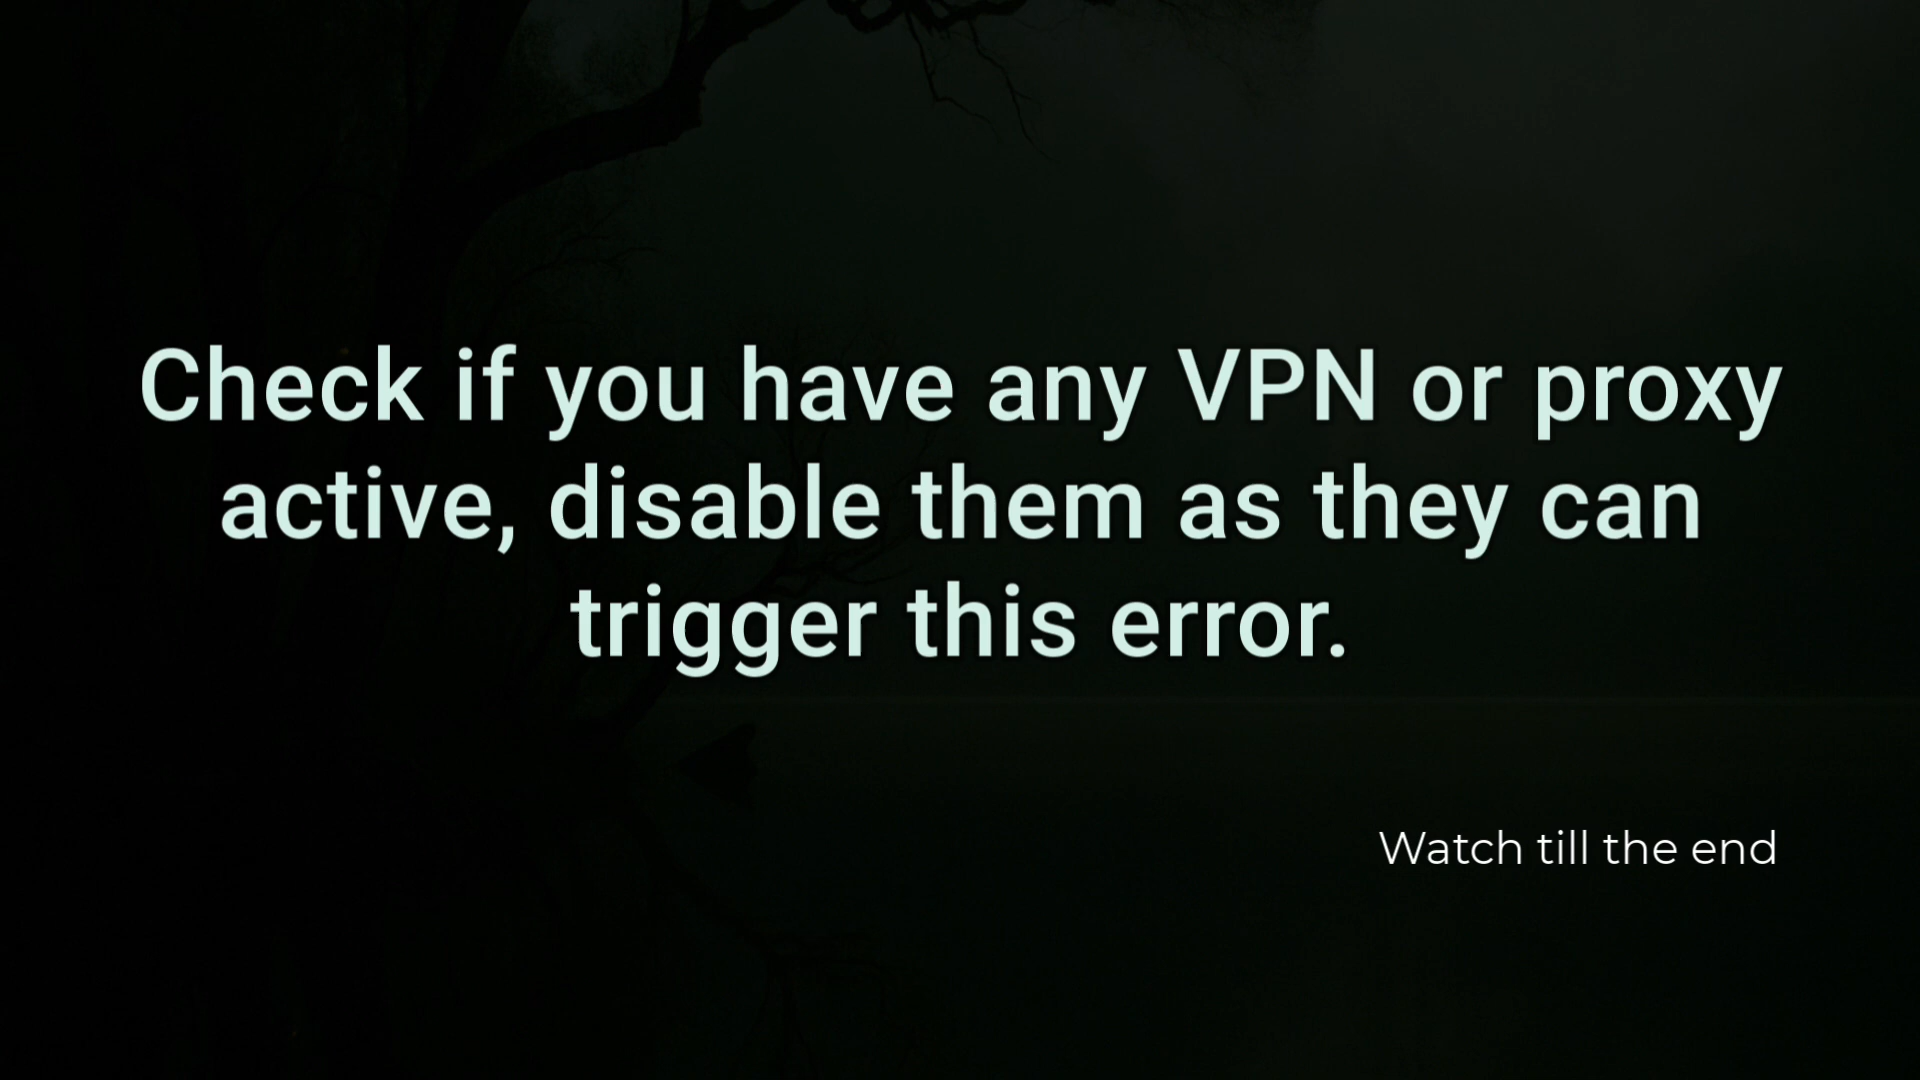 Check if you have any VPN or proxy
active, disable them as they can
trigger this error.
Watch till the end